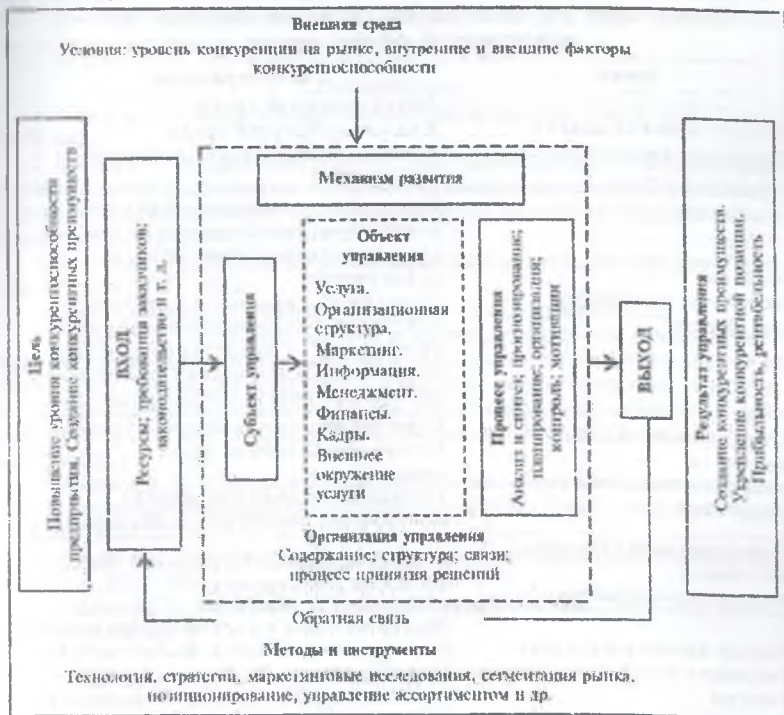 Внешняя среда
Условия: уровень конкуренции на рынке, внутренние и внешние факторы
конкурентоспособности
Цель
Повышение уровня конкурентоспособности
предприятия. Создание конкурентных преимуществ
ВХОД
Ресурсы; требования заказчиков;
законодательство и т. д.
Механизм развития
Субъект управления
Объект
управления
Услуга.
Организационная
структура.
Маркетинг.
Информация.
Менеджмент.
Финансы.
Кадры.
Внешнее
окружение
услуги
Процесс управления
Анализ и синтез; прогнозирование;
планирование; организация;
контроль; мотивация
Организация управления
Содержание; структура; связи;
процесс принятия решений
ВЫХОД
Результат управления
Создание конкурентных преимуществ.
Укрепление конкурентной позиции.
Прибыльность, рентабельность
Обратная связь
Методы и инструменты
Технология, стратегии, маркетинговые исследования, сегментация рынка,
позиционирование, управление ассортиментом и др.